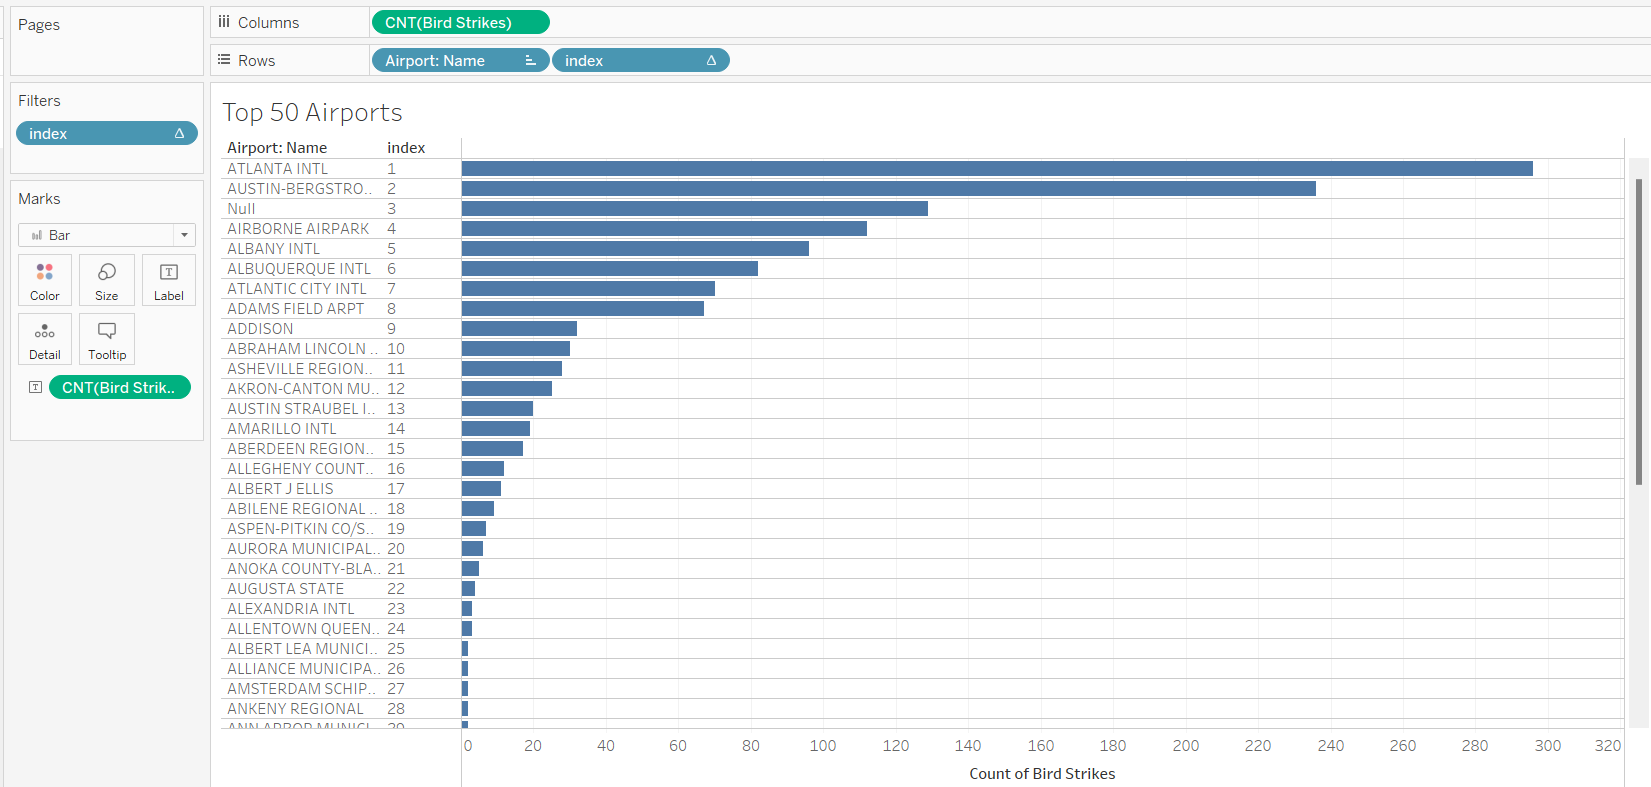 Pages
Columns
CNT(Bird Strikes)
Rows
Airport: Name
index
Filters
index
Marks
Bar
Color
Size
Label
Detail
Tooltip
CNT(Bird Strik..
Top 50 Airports
Airport: Name index
ATLANTA INTL 1
AUSTIN-BERGSTRO.. 2
Null 3
AIRBORNE AIRPARK 4
ALBANY INTL 5
ALBUQUERQUE INTL 6
ATLANTIC CITY INTL 7
ADAMS FIELD ARPT 8
ADDISON 9
ABRAHAM LINCOLN .. 10
ASHEVILLE REGION.. 11
AKRON-CANTON MU.. 12
AUSTIN STRAUBEL I.. 13
AMARILLO INTL 14
ABERDEEN REGION.. 15
ALLEGHENY COUNT.. 16
ALBERT J ELLIS 17
ABILENE REGIONAL .. 18
ASPEN-PITKIN CO/S.. 19
AURORA MUNICIPAL.. 20
ANOKA COUNTY-BLA.. 21
AUGUSTA STATE 22
ALEXANDRIA INTL 23
ALLENTOWN QUEEN.. 24
ALBERT LEA MUNICI.. 25
ALLIANCE MUNICIPA.. 26
AMSTERDAM SCHIP.. 27
ANKENY REGIONAL 28
ANN ARBOR MUNICI.. 29
0 20 40 60 80 100 120 140 160 180 200 220 240 260 280 300 320
Count of Bird Strikes